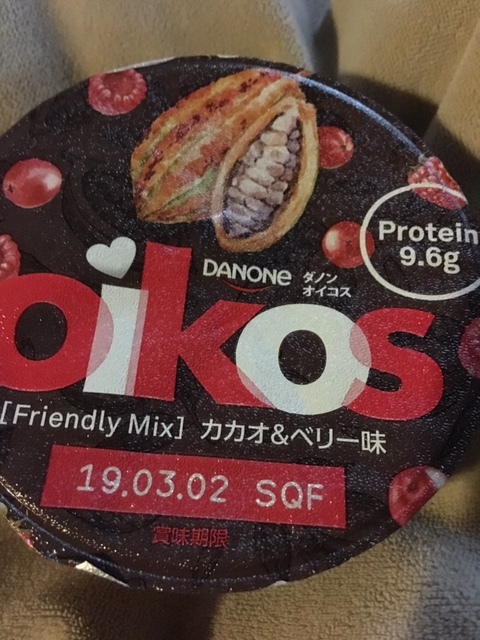 Protein
9.6g
DANONE
ダノン
オイコス
oikos
[Friendly Mix] カカオ&ベリー味
19.03.02 SQF
賞味期限